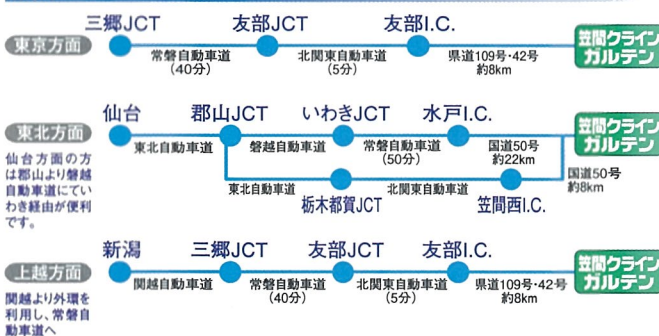 三郷JCT 友部JCT 友部I.C.
東京方面
常磐自動車道
(40分)
北関東自動車道
(5分)
県道109号・42号
約8km
笠間クライン
ガルテン
仙台 郡山JCT いわきJCT 水戸I.C.
東北方面
東北自動車道
磐越自動車道
常磐自動車道
(50分)
国道50号
約22km
笠間クライン
ガルテン
仙台方面の方
は郡山より磐越
自動車道にてい
わき経由が便利
です。
東北自動車道
北関東自動車道
国道50号
約8km
栃木都賀JCT 笠間西I.C.
新潟 三郷JCT 友部JCT 友部I.C.
上越方面
関越自動車道
常磐自動車道
(40分)
北関東自動車道
(5分)
県道109号・42号
約8km
笠間クライン
ガルテン
関越より外環を
利用し、常磐自
動車道へ